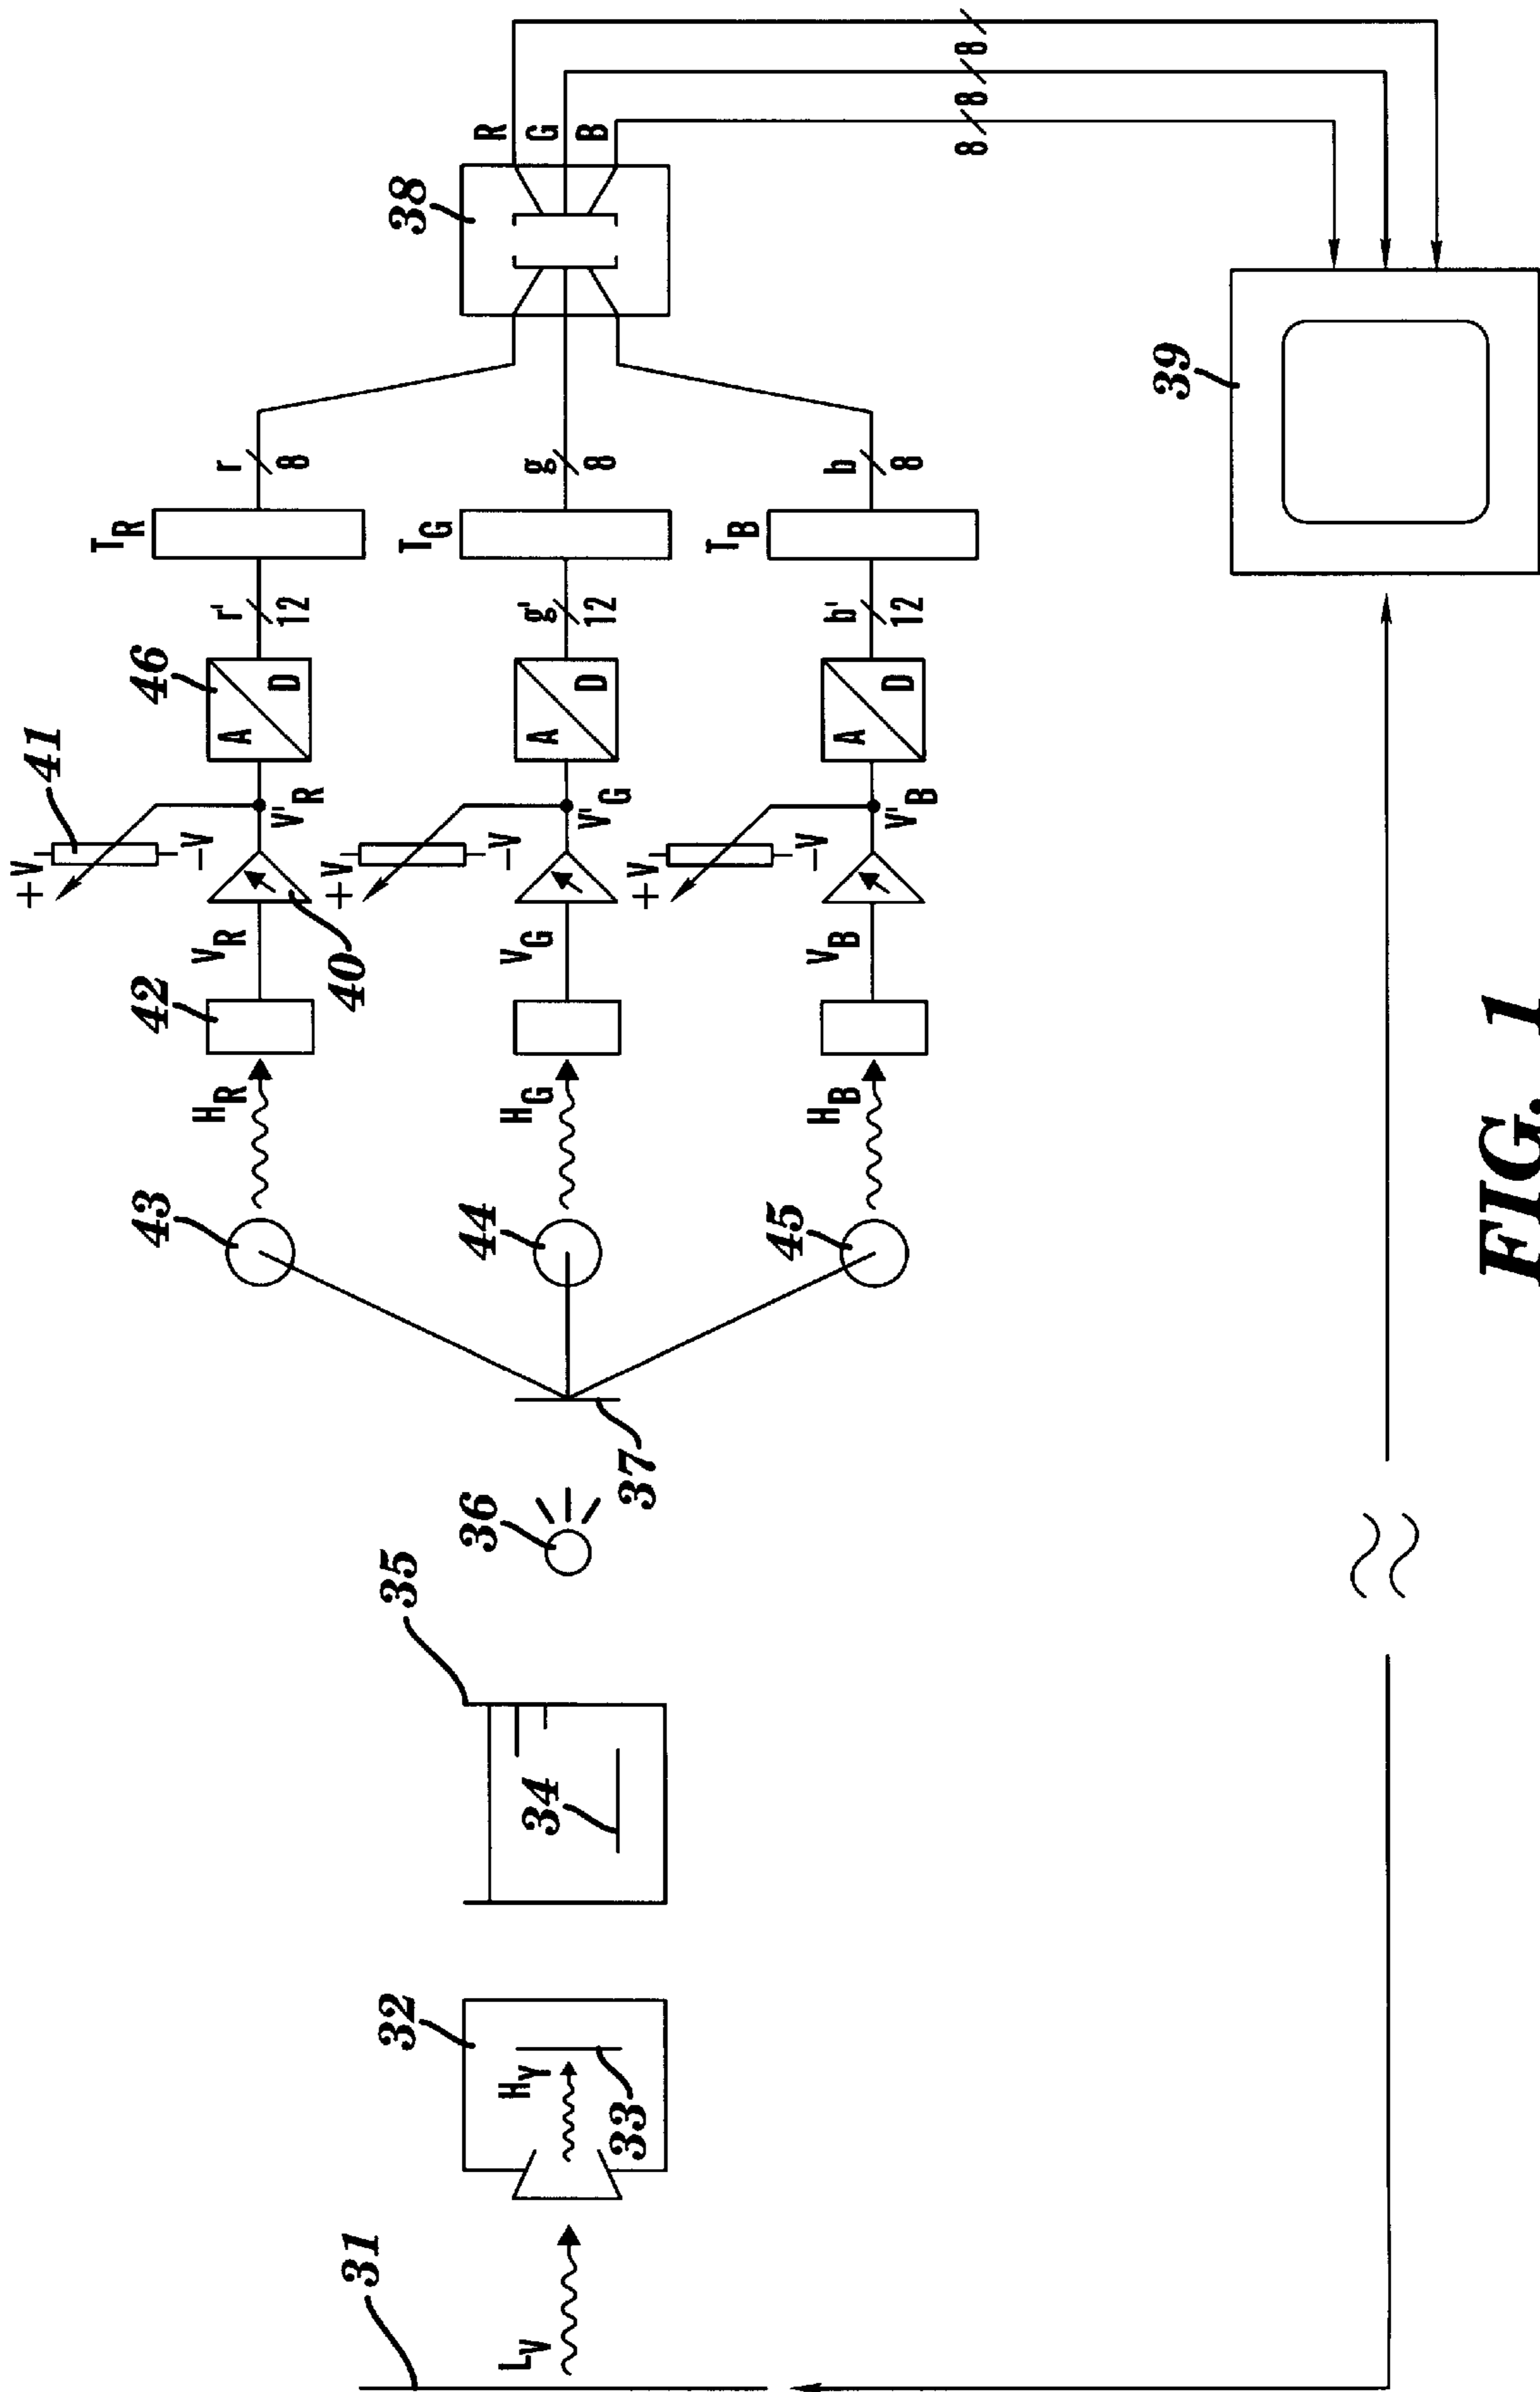 31
L_V
32
H_V
33
34
35
36
37
43
44
45
H_R
H_G
H_B
42
V_R
V_G
V_B
40
41
+V
-V
V'_R
+V
-V
V'_G
+V
-V
V'_B
46
A
D
A
D
A
D
r'
12
g'
12
b'
12
T_R
T_G
T_B
r
8
g
8
b
8
38
R
G
B
8
8
8
39
FIG. 1